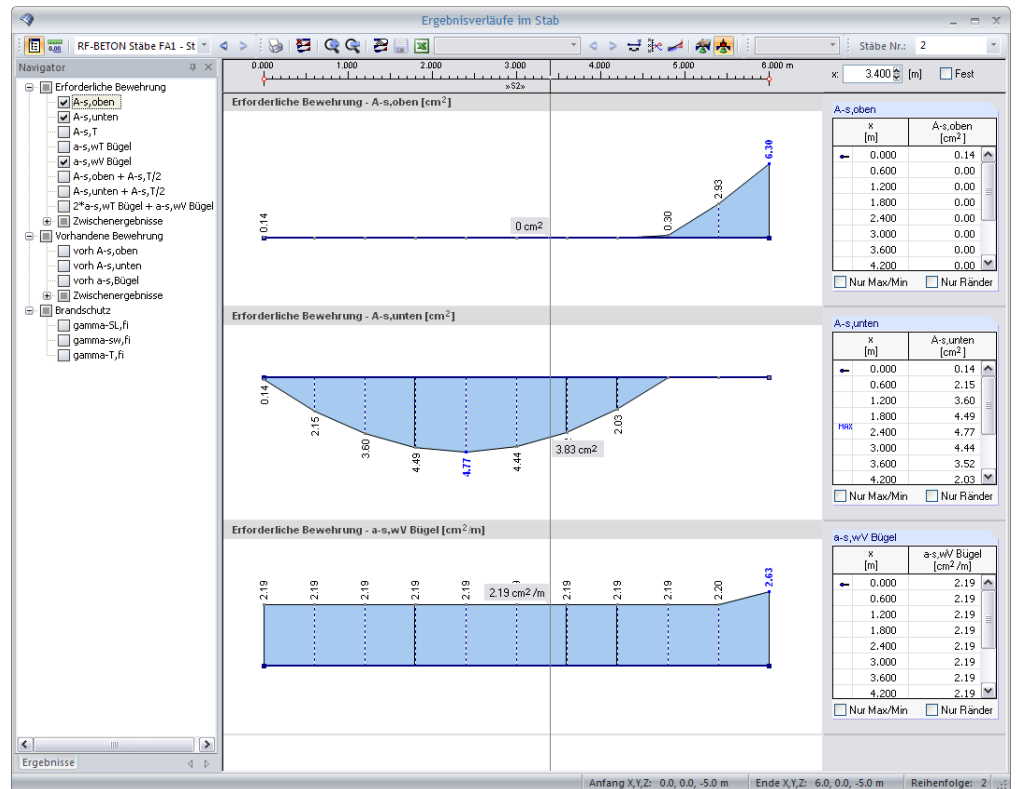 Ergebnisverläufe im Stab
RF-BETON Stäbe FA1 - St
Stäbe Nr.: 2
Navigator
Erforderliche Bewehrung
A-s,oben
A-s,unten
A-s,T
a-s,wT Bügel
a-s,wV Bügel
A-s,oben + A-s,T/2
A-s,unten + A-s,T/2
2*a-s,wT Bügel + a-s,wV Bügel
Zwischenergebnisse
Vorhandene Bewehrung
vorh A-s,oben
vorh A-s,unten
vorh a-s,Bügel
Zwischenergebnisse
Brandschutz
gamma-SL,fi
gamma-sw,fi
gamma-T,fi
Ergebnisse
0.000 1.000 2.000 3.000 4.000 5.000 6.000 m
»S2»
Erforderliche Bewehrung - A-s,oben [cm²]
0.14 0.30 2.93 6.30
0 cm²
Erforderliche Bewehrung - A-s,unten [cm²]
0.14 2.15 3.60 4.49 4.77 4.44 2.03
3.83 cm²
Erforderliche Bewehrung - a-s,wV Bügel [cm²/m]
2.19 2.19 2.19 2.19 2.19 2.19 2.19 2.19 2.20 2.63
2.19 cm²/m
x: 3.400 [m] Fest
A-s,oben
x [m] A-s,oben [cm²]
0.000 0.14
0.600 0.00
1.200 0.00
1.800 0.00
2.400 0.00
3.000 0.00
3.600 0.00
4.200 0.00
Nur Max/Min Nur Ränder
A-s,unten
x [m] A-s,unten [cm²]
0.000 0.14
0.600 2.15
1.200 3.60
1.800 4.49
MAX 2.400 4.77
3.000 4.44
3.600 3.52
4.200 2.03
Nur Max/Min Nur Ränder
a-s,wV Bügel
x [m] a-s,wV Bügel [cm²/m]
0.000 2.19
0.600 2.19
1.200 2.19
1.800 2.19
2.400 2.19
3.000 2.19
3.600 2.19
4.200 2.19
Nur Max/Min Nur Ränder
Anfang X,Y,Z: 0.0, 0.0, -5.0 m Ende X,Y,Z: 6.0, 0.0, -5.0 m Reihenfolge: 2